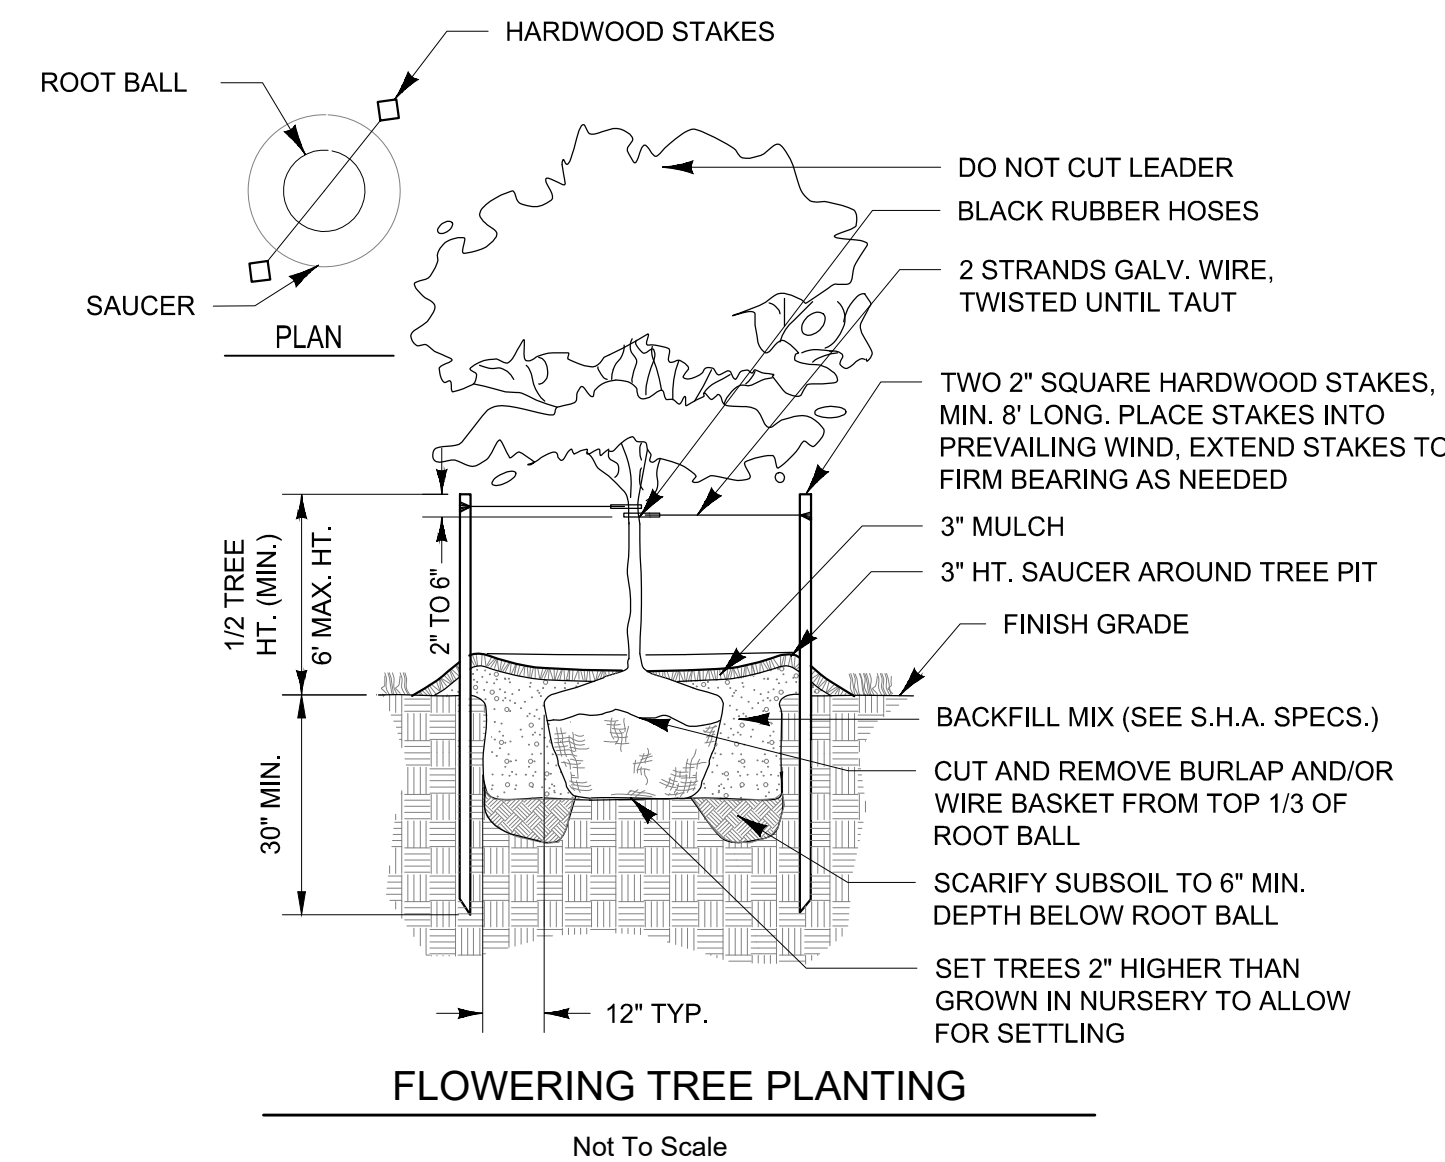 HARDWOOD STAKES
ROOT BALL
SAUCER
PLAN
DO NOT CUT LEADER
BLACK RUBBER HOSES
2 STRANDS GALV. WIRE,
TWISTED UNTIL TAUT
TWO 2" SQUARE HARDWOOD STAKES,
MIN. 8' LONG. PLACE STAKES INTO
PREVAILING WIND, EXTEND STAKES TO
FIRM BEARING AS NEEDED
3" MULCH
3" HT. SAUCER AROUND TREE PIT
FINISH GRADE
BACKFILL MIX (SEE S.H.A. SPECS.)
CUT AND REMOVE BURLAP AND/OR
WIRE BASKET FROM TOP 1/3 OF
ROOT BALL
SCARIFY SUBSOIL TO 6" MIN.
DEPTH BELOW ROOT BALL
SET TREES 2" HIGHER THAN
GROWN IN NURSERY TO ALLOW
FOR SETTLING
1/2 TREE
HT. (MIN.)
6' MAX. HT.
2" TO 6"
30" MIN.
12" TYP.
FLOWERING TREE PLANTING
Not To Scale